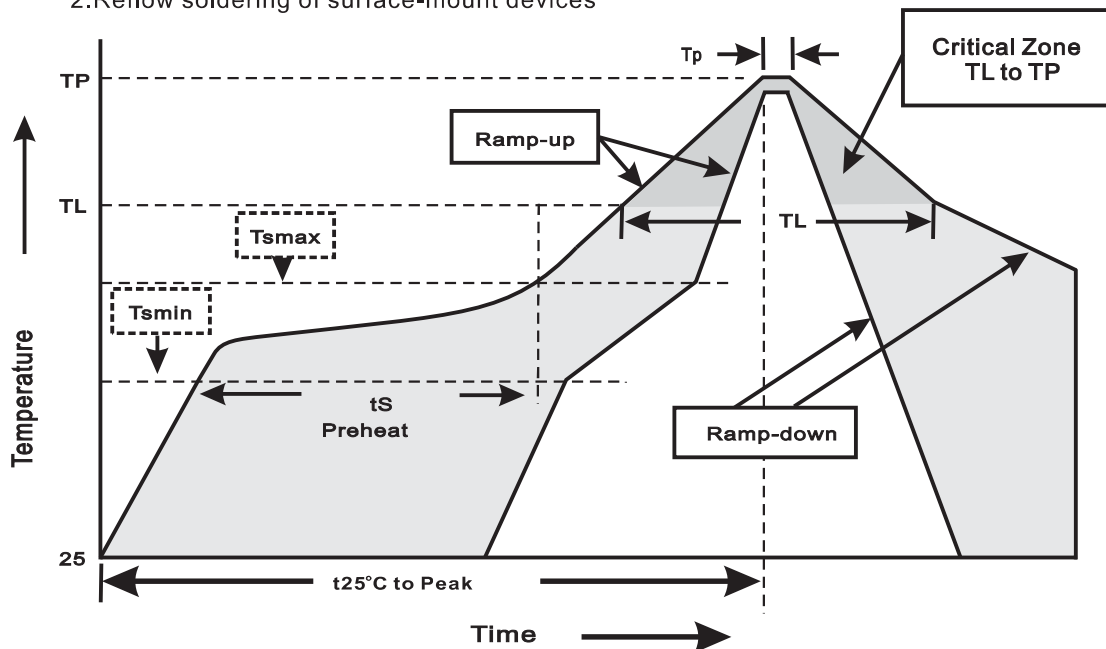 2.Reflow soldering of surface-mount devices
Tp
Critical Zone
TL to TP
TP
Ramp-up
TL
TL
Tsmax
Tsmin
Temperature
tS
Preheat
Ramp-down
25
t25°C to Peak
Time